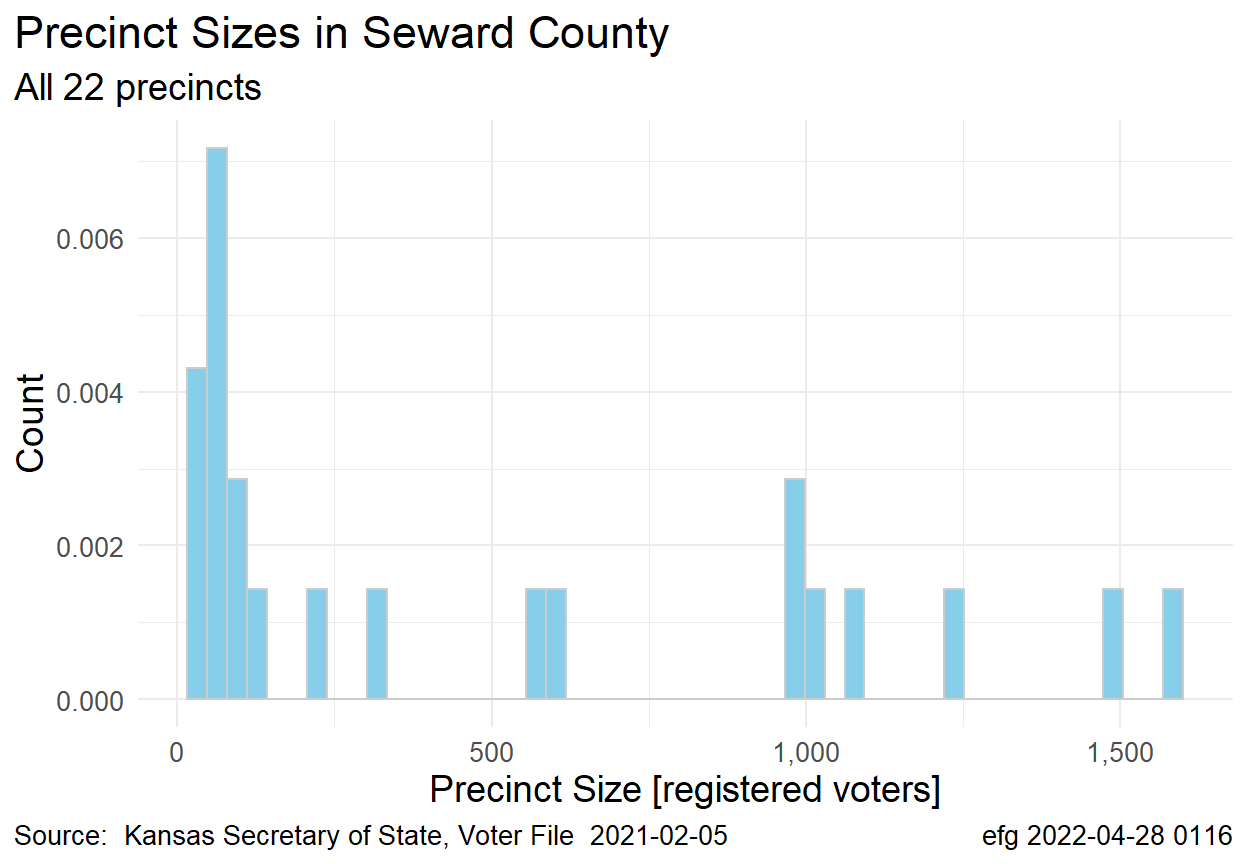 Precinct Sizes in Seward County
All 22 precincts
Count
0.006
0.004
0.002
0.000
0
500
1,000
1,500
Precinct Size [registered voters]
Source:  Kansas Secretary of State, Voter File  2021-02-05
efg 2022-04-28 0116